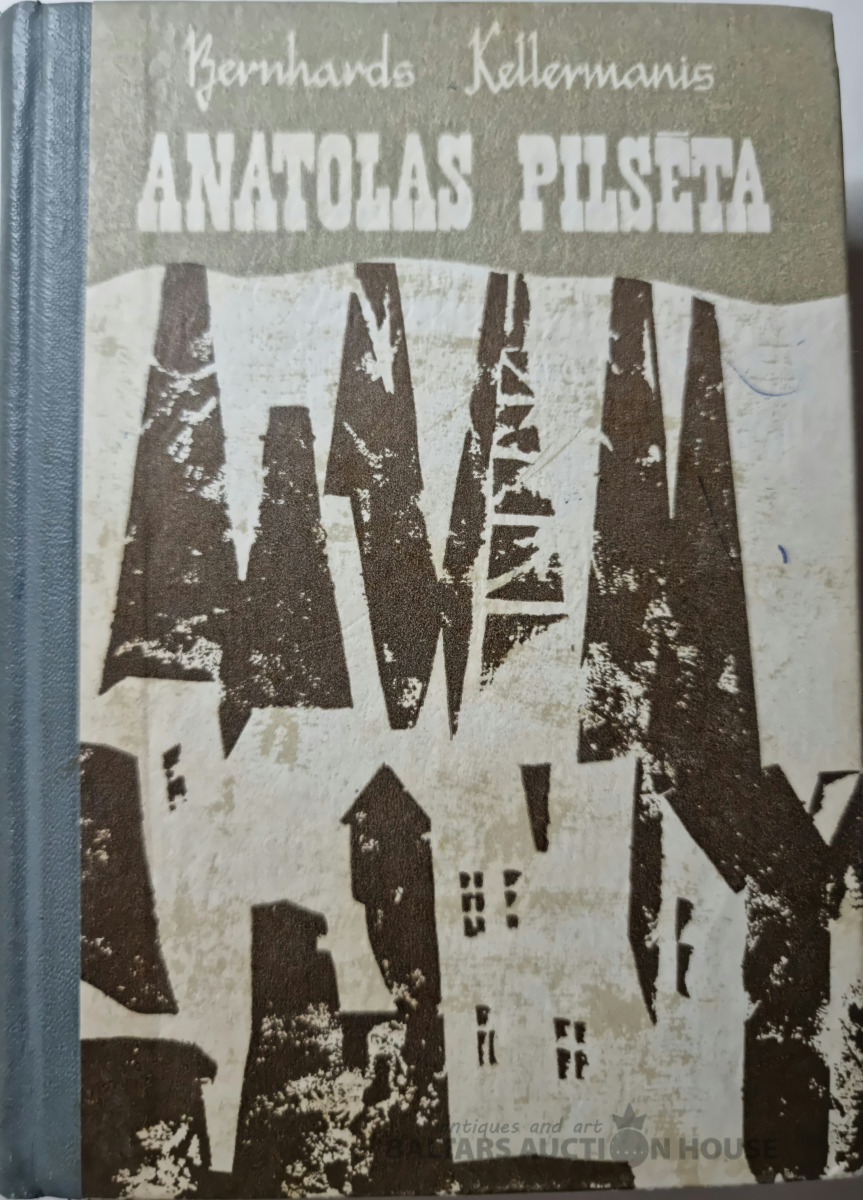 Bernhards Kellermanis
ANATOLAS PILSĒTA
antiques and art
BALTARS AUCTION HOUSE